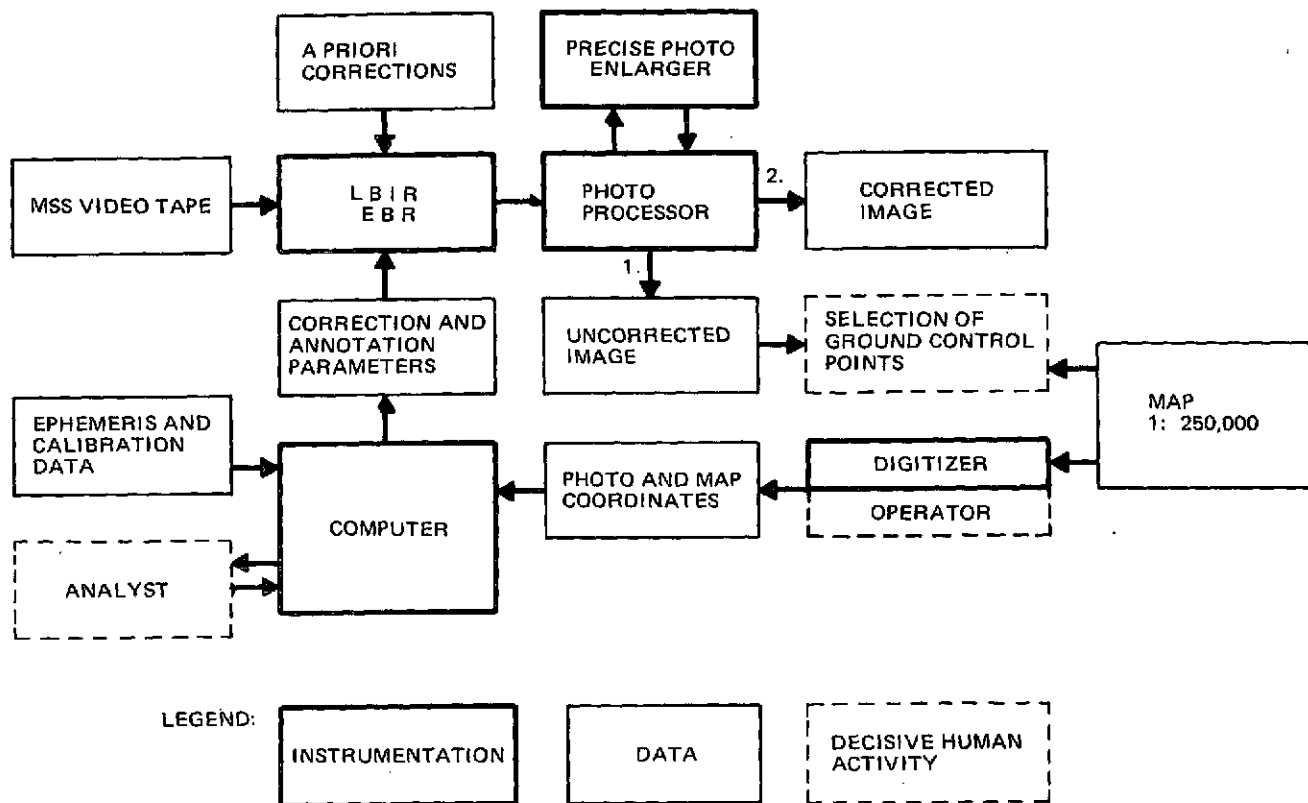 A PRIORI
CORRECTIONS
PRECISE PHOTO
ENLARGER
MSS VIDEO TAPE
LBIR
EBR
PHOTO
PROCESSOR
2.
CORRECTED
IMAGE
1.
CORRECTION AND
ANNOTATION
PARAMETERS
UNCORRECTED
IMAGE
SELECTION OF
GROUND CONTROL
POINTS
MAP
1: 250,000
EPHEMERIS AND
CALIBRATION
DATA
COMPUTER
PHOTO AND MAP
COORDINATES
DIGITIZER
OPERATOR
ANALYST
LEGEND:
INSTRUMENTATION
DATA
DECISIVE HUMAN
ACTIVITY